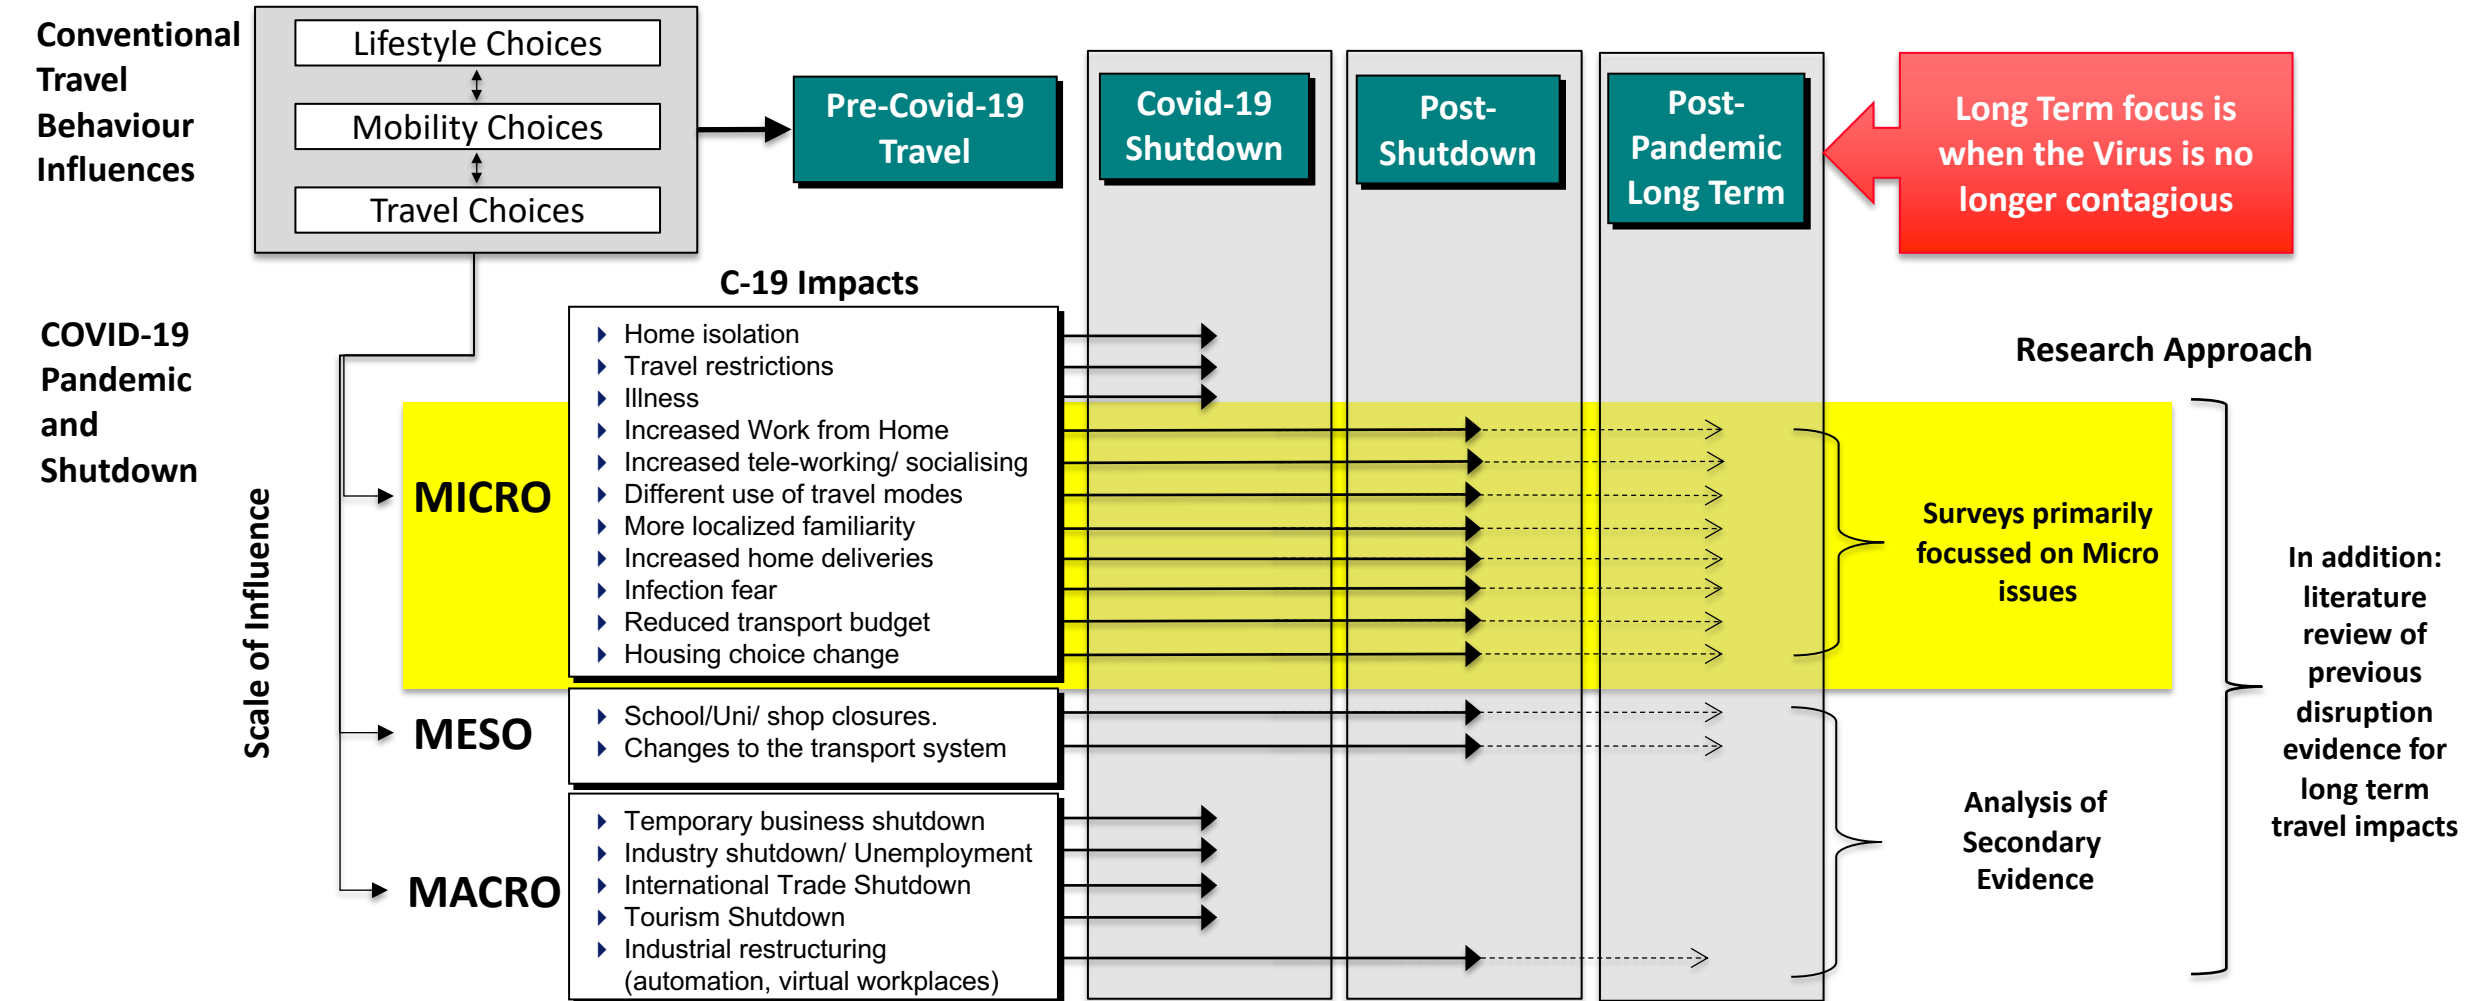 Conventional
Travel
Behaviour
Influences
Lifestyle Choices
Mobility Choices
Travel Choices
Pre-Covid-19
Travel
Covid-19
Shutdown
Post-
Shutdown
Post-
Pandemic
Long Term
Long Term focus is
when the Virus is no
longer contagious
COVID-19
Pandemic
and
Shutdown
Scale of Influence
C-19 Impacts
MICRO
Home isolation
Travel restrictions
Illness
Increased Work from Home
Increased tele-working/ socialising
Different use of travel modes
More localized familiarity
Increased home deliveries
Infection fear
Reduced transport budget
Housing choice change
MESO
School/Uni/ shop closures.
Changes to the transport system
MACRO
Temporary business shutdown
Industry shutdown/ Unemployment
International Trade Shutdown
Tourism Shutdown
Industrial restructuring
(automation, virtual workplaces)
Research Approach
Surveys primarily
focussed on Micro
issues
Analysis of
Secondary
Evidence
In addition:
literature
review of
previous
disruption
evidence for
long term
travel impacts